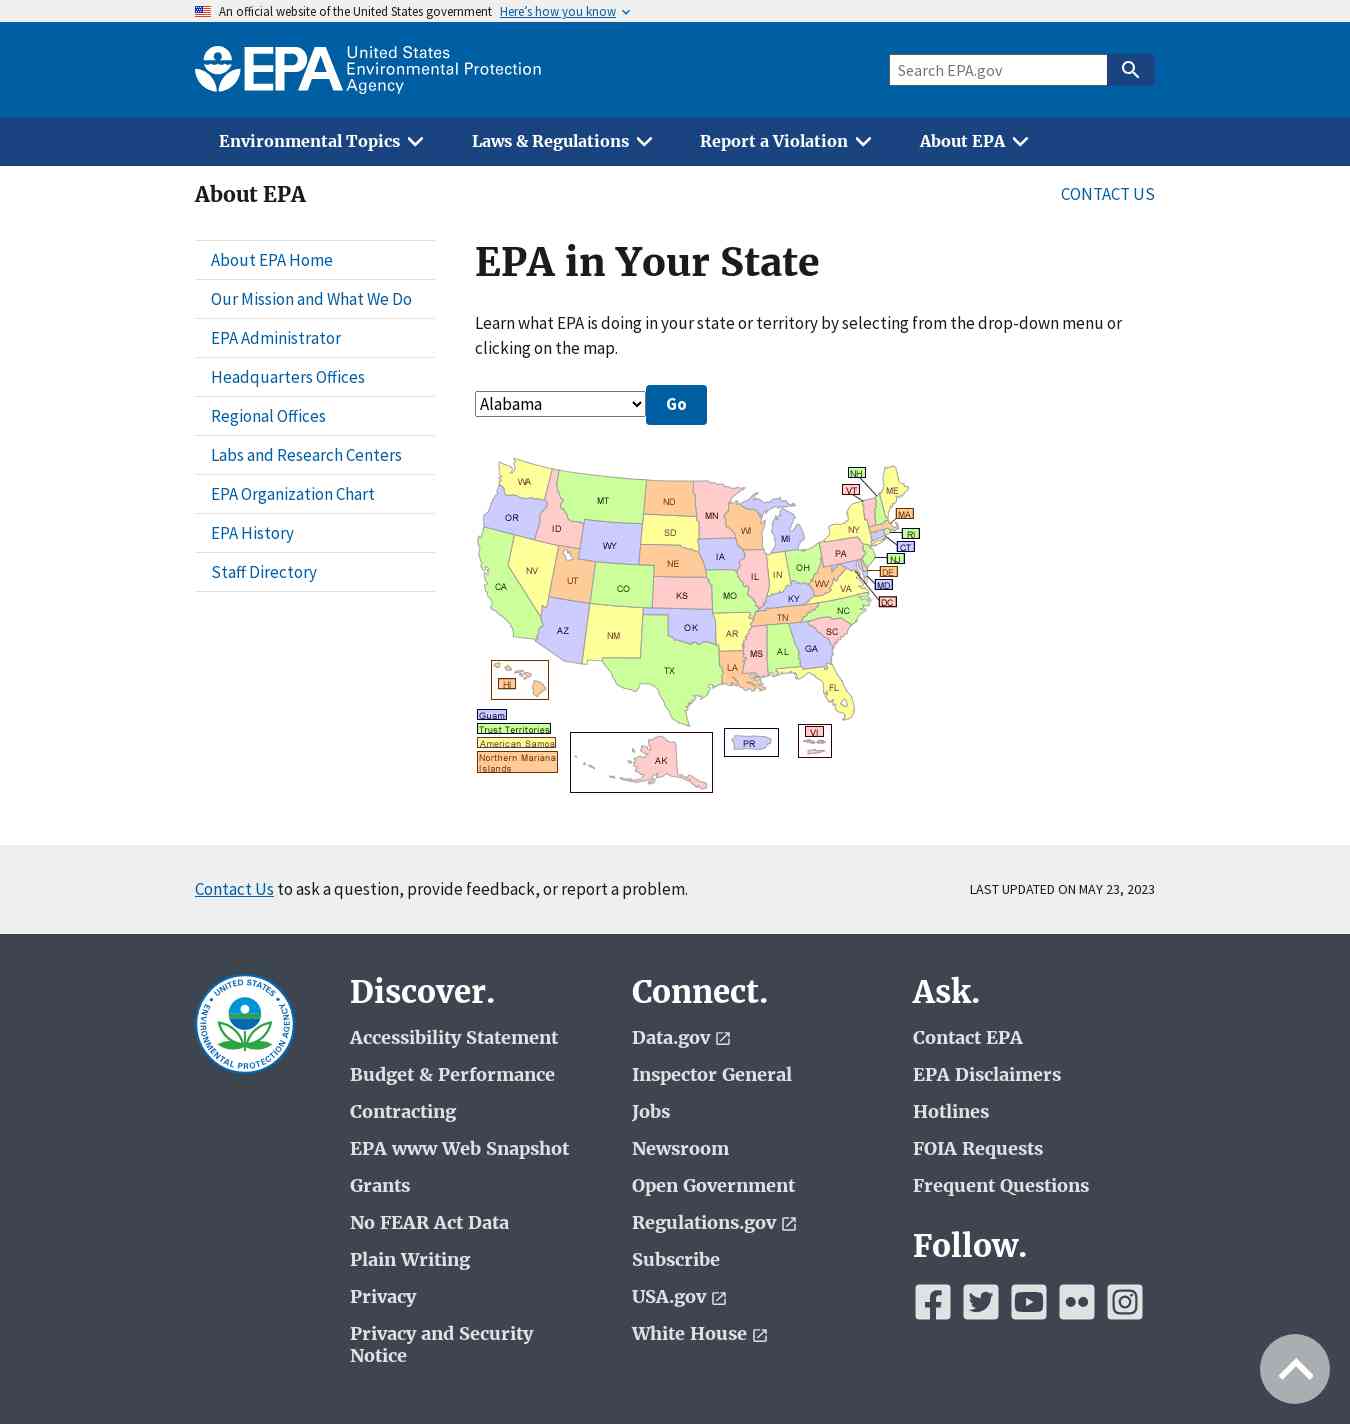 An official website of the United States government Here's how you know
EPA United States
Environmental Protection
Agency
Search EPA.gov
Environmental Topics
Laws & Regulations
Report a Violation
About EPA
About EPA
CONTACT US
About EPA Home
Our Mission and What We Do
EPA Administrator
Headquarters Offices
Regional Offices
Labs and Research Centers
EPA Organization Chart
EPA History
Staff Directory
EPA in Your State
Learn what EPA is doing in your state or territory by selecting from the drop-down menu or
clicking on the map.
Alabama
Go
WA
MT
ND
MN
NH
VT
ME
OR
ID
SD
WI
MI
NY
MA
RI
CT
WY
IA
PA
NJ
NV
NE
IL
IN
OH
DE
UT
CO
KS
MO
WV
VA
MD
CA
KY
DC
AZ
NM
OK
AR
TN
NC
SC
MS
AL
GA
TX
LA
FL
HI
Guam
Trust Territories
American Samoa
Northern Mariana
Islands
AK
PR
VI
Contact Us to ask a question, provide feedback, or report a problem.
LAST UPDATED ON MAY 23, 2023
UNITED STATES
ENVIRONMENTAL PROTECTION AGENCY
Discover.
Accessibility Statement
Budget & Performance
Contracting
EPA www Web Snapshot
Grants
No FEAR Act Data
Plain Writing
Privacy
Privacy and Security
Notice
Connect.
Data.gov
Inspector General
Jobs
Newsroom
Open Government
Regulations.gov
Subscribe
USA.gov
White House
Ask.
Contact EPA
EPA Disclaimers
Hotlines
FOIA Requests
Frequent Questions
Follow.